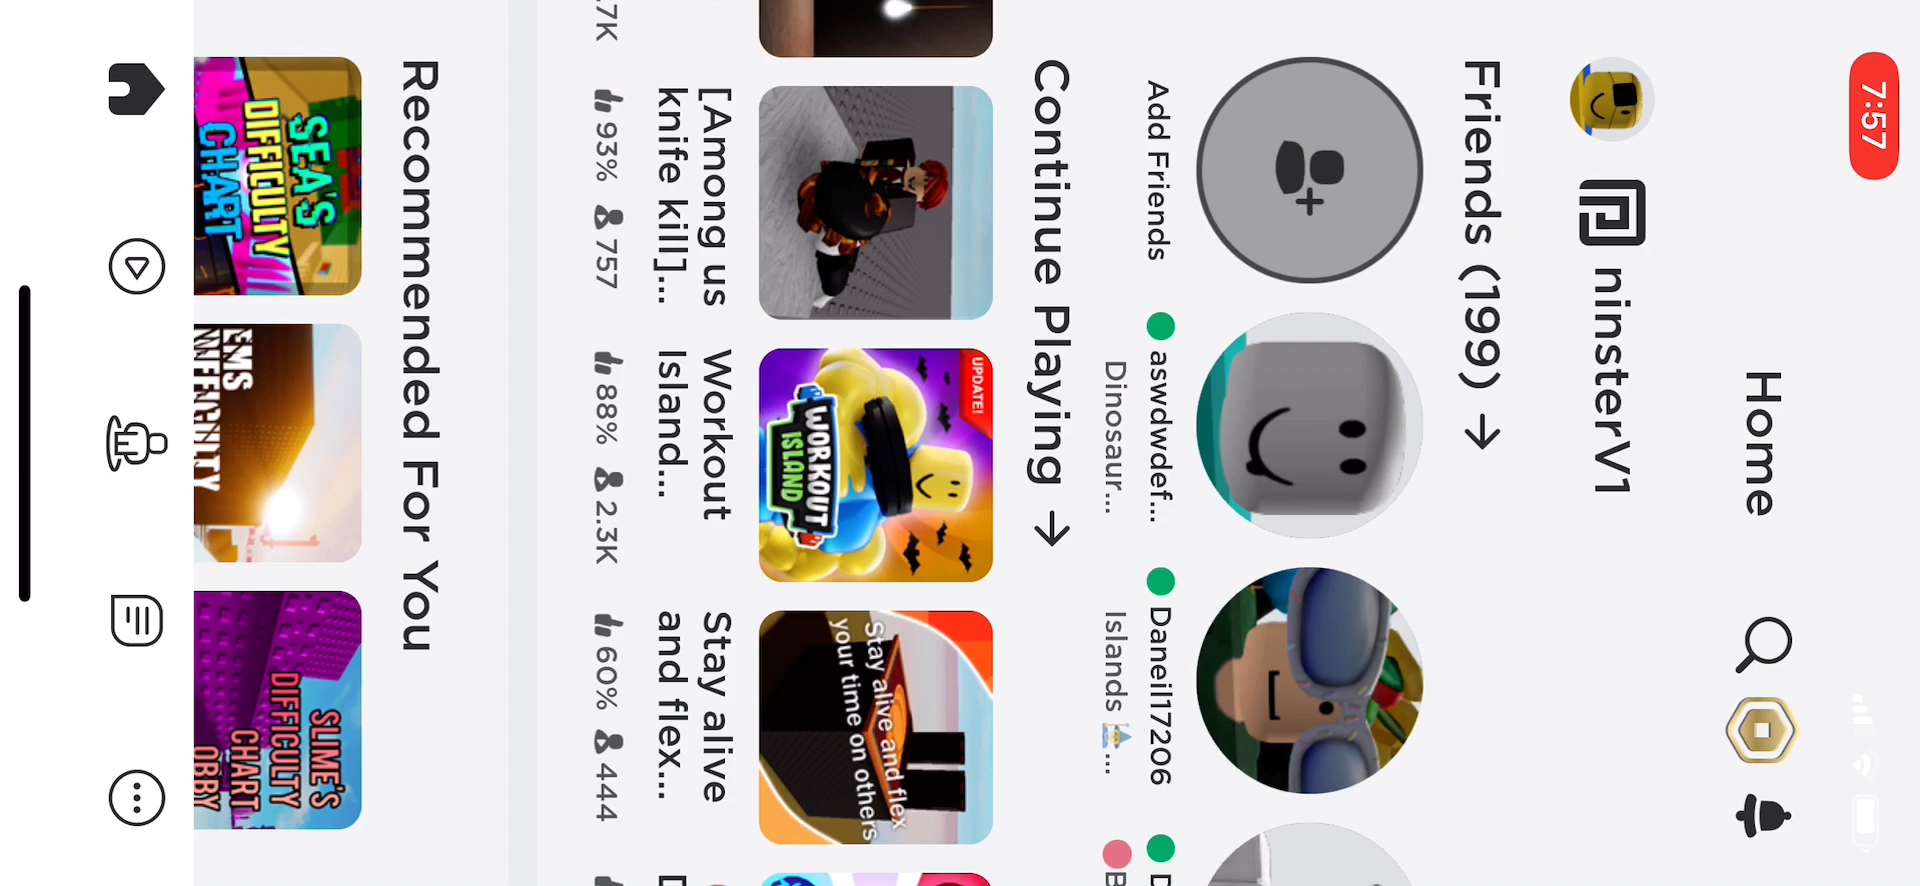 7:57
Home
ninsterV1
Friends (199) →
Add Friends
aswdwdef...
Dinosaur...
Daneil17206
Islands 🧙...
Continue Playing →
UPDATE!
WORKOUT
ISLAND
Stay alive and flex
your time on others
.7K
[Among us
knife kill]...
93% 757
Workout
Island...
88% 2.3K
Stay alive
and flex...
60% 444
Recommended For You
SEA'S
DIFFICULTY
CHART
SLIME'S
DIFFICULTY
CHART
OBBY